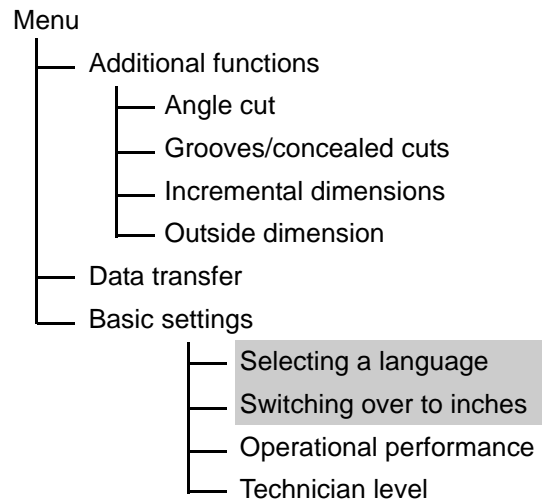 Menu
Additional functions
Angle cut
Grooves/concealed cuts
Incremental dimensions
Outside dimension
Data transfer
Basic settings
Selecting a language
Switching over to inches
Operational performance
Technician level